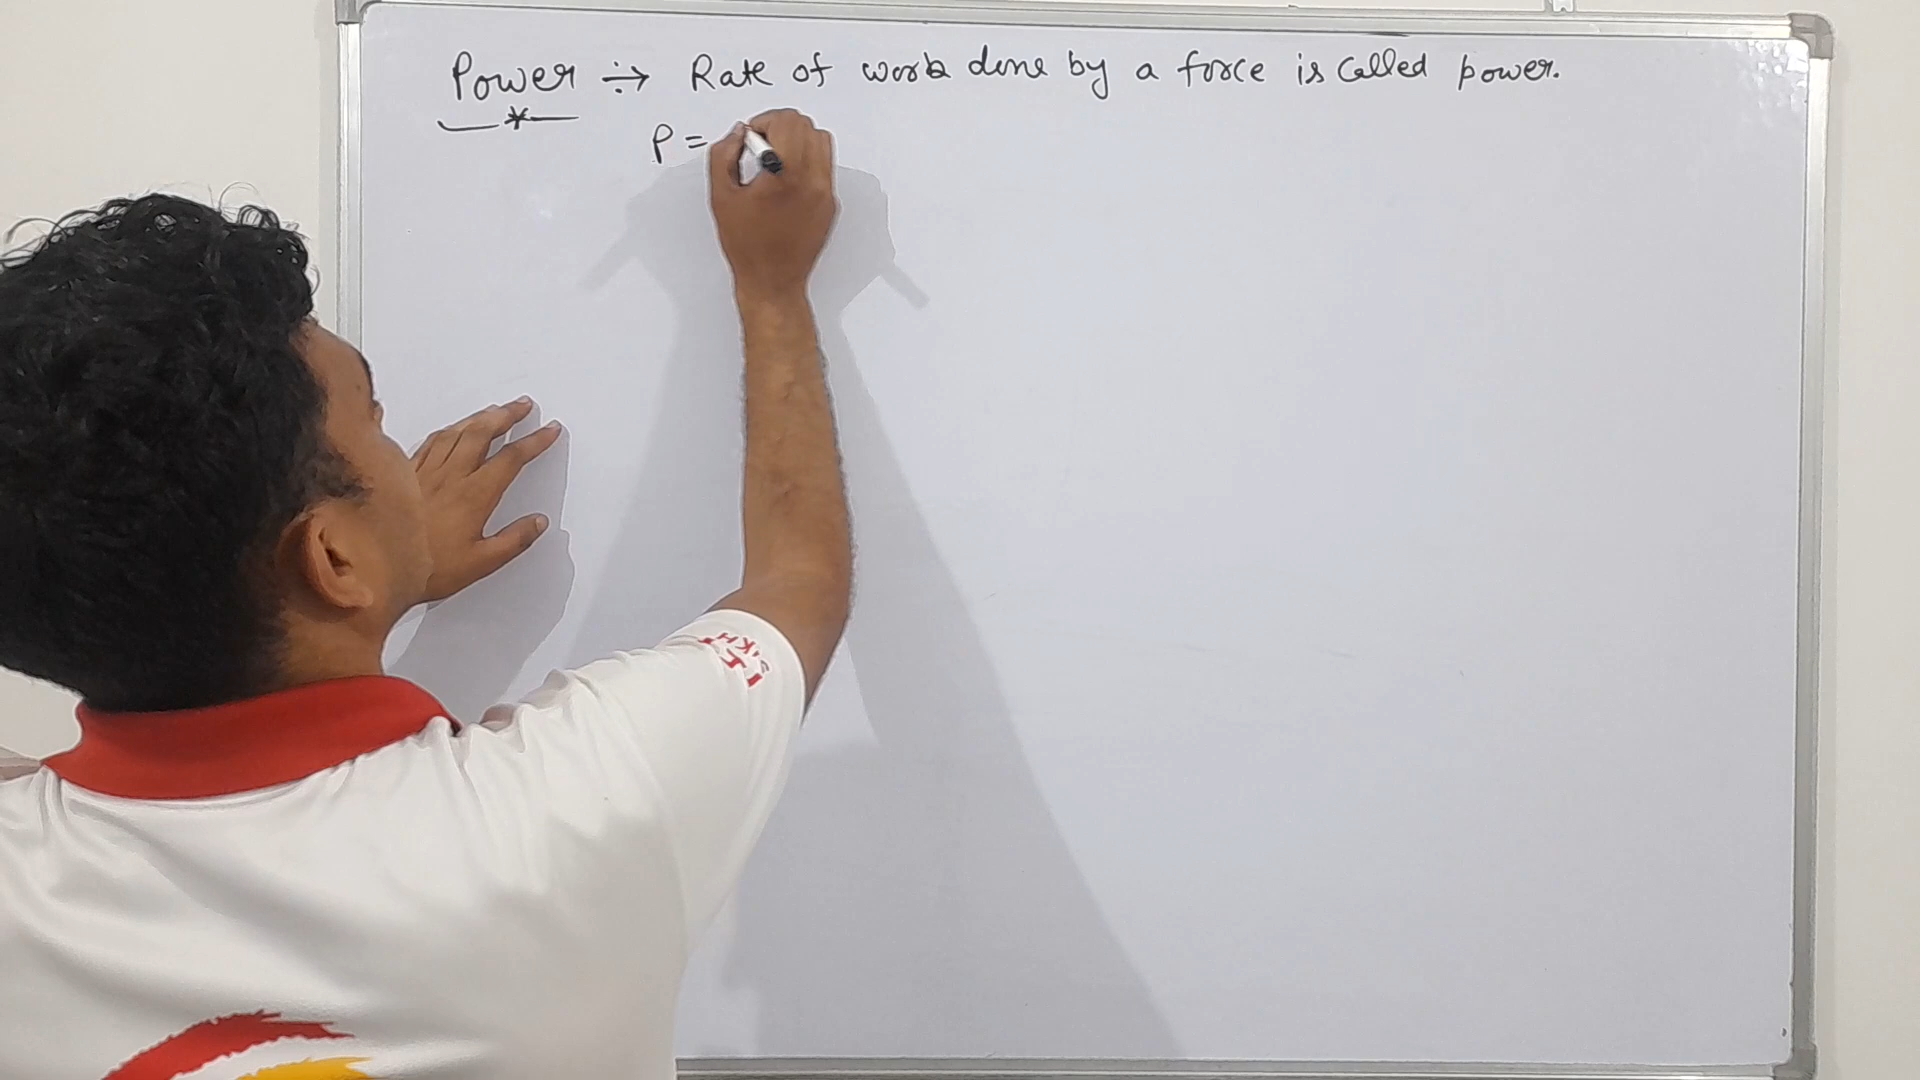 Power ÷→ Rate of work done by a force is called power.
P =